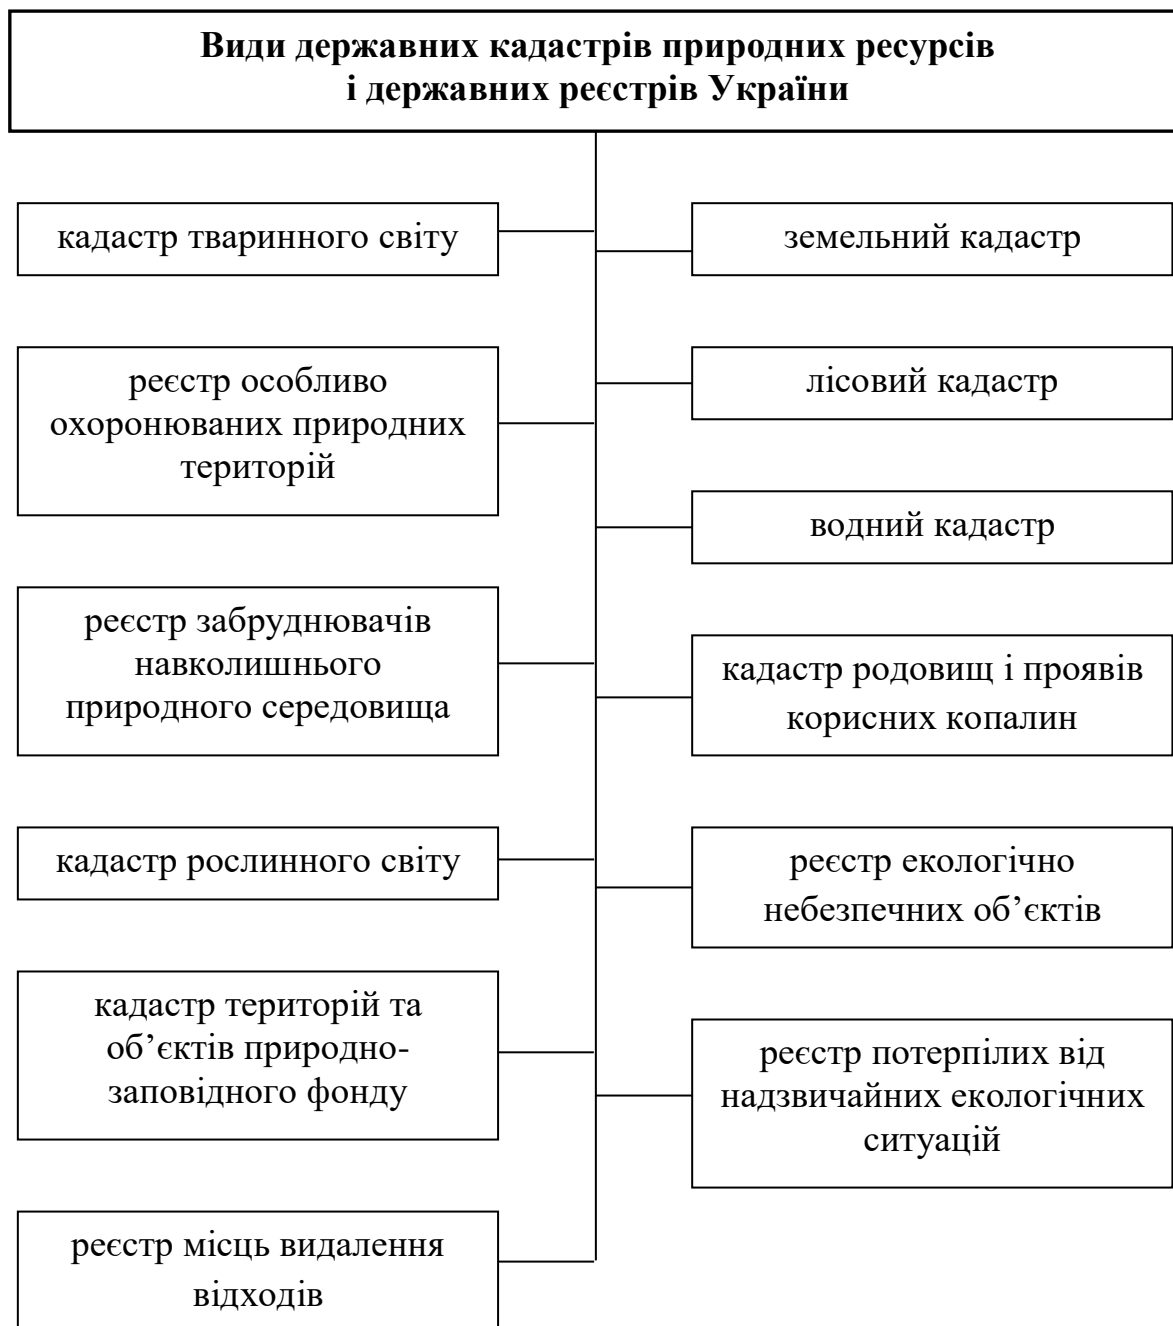 Види державних кадастрів природних ресурсів
і державних реєстрів України
кадастр тваринного світу
реєстр особливо
охоронюваних природних
територій
реєстр забруднювачів
навколишнього
природного середовища
кадастр рослинного світу
кадастр територій та
об’єктів природно-
заповідного фонду
реєстр місць видалення
відходів
земельний кадастр
лісовий кадастр
водний кадастр
кадастр родовищ і проявів
корисних копалин
реєстр екологічно
небезпечних об’єктів
реєстр потерпілих від
надзвичайних екологічних
ситуацій